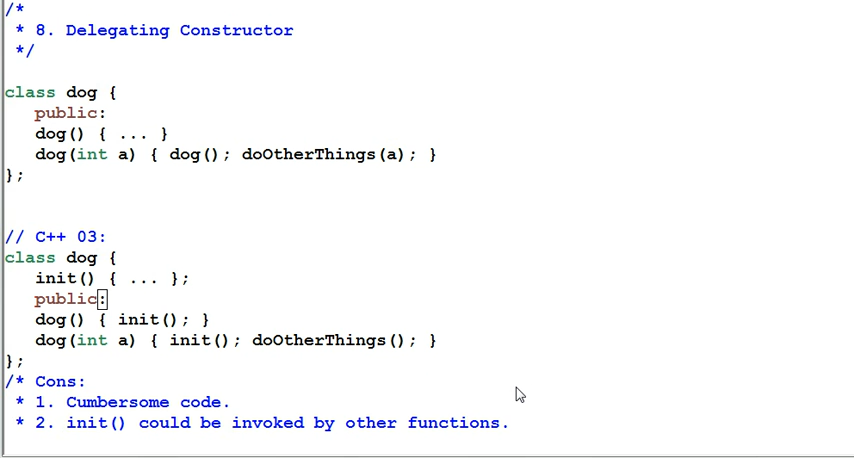 /*
 * 8. Delegating Constructor
 */
class dog {
   public:
   dog() { ... }
   dog(int a) { dog(); doOtherThings(a); }
};
// C++ 03:
class dog {
   init() { ... };
   public:
   dog() { init(); }
   dog(int a) { init(); doOtherThings(); }
};
/* Cons:
 * 1. Cumbersome code.
 * 2. init() could be invoked by other functions.